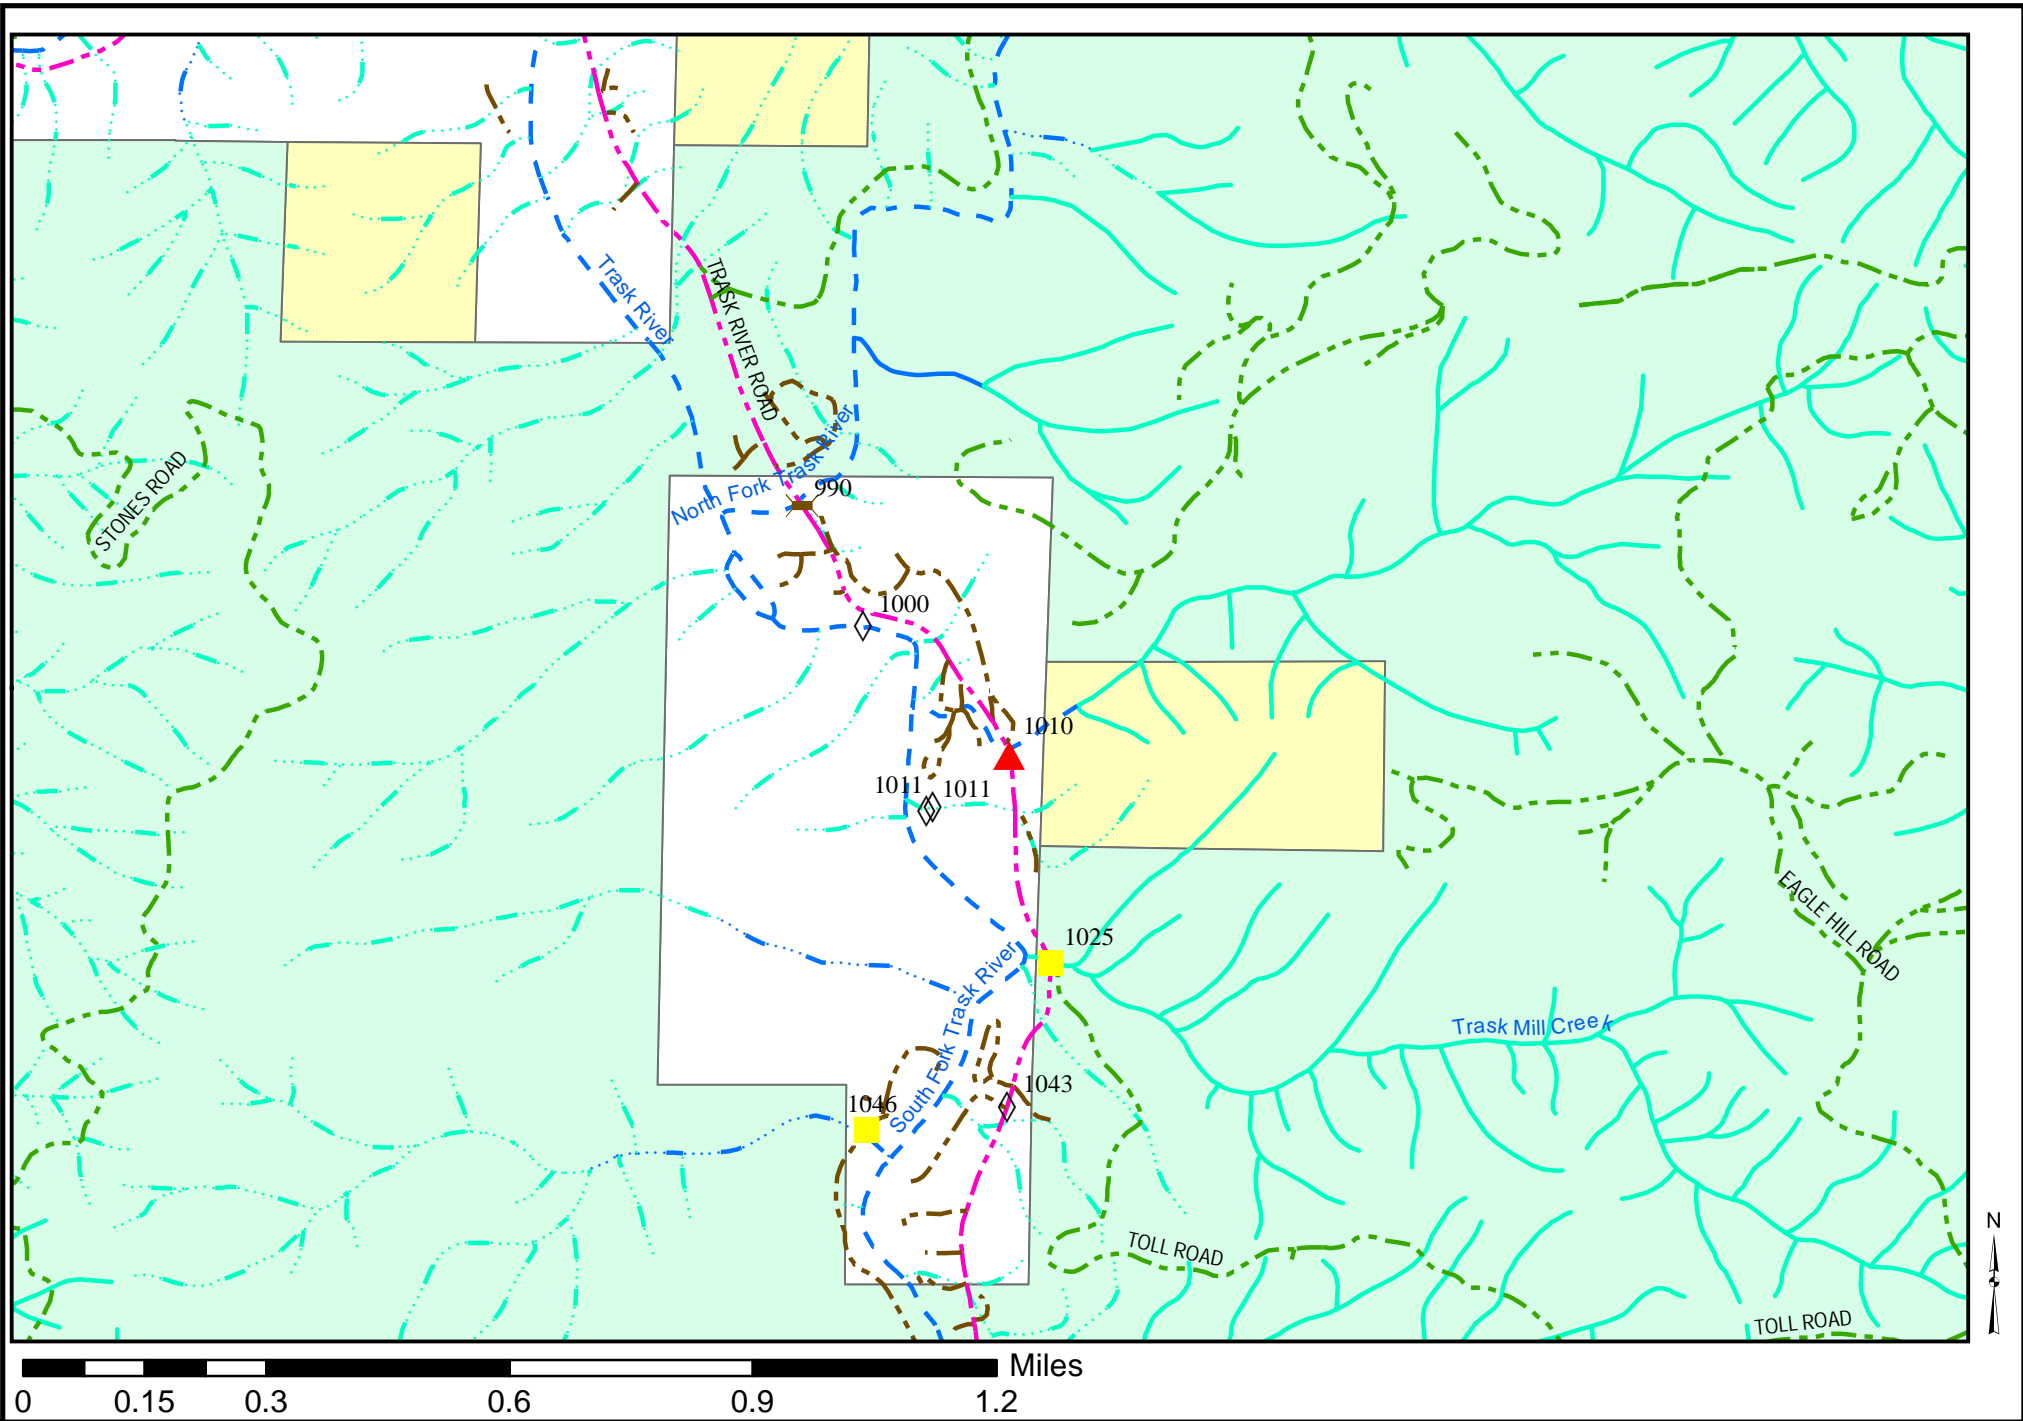 Trask River
TRASK RIVER ROAD
STONES ROAD
North Fork Trask River
990
1000
1010
1011
1011
EAGLE HILL ROAD
1025
South Fork Trask River
Trask Mill Creek
1043
1046
TOLL ROAD
N
TOLL ROAD
Miles
0 0.15 0.3 0.6 0.9 1.2